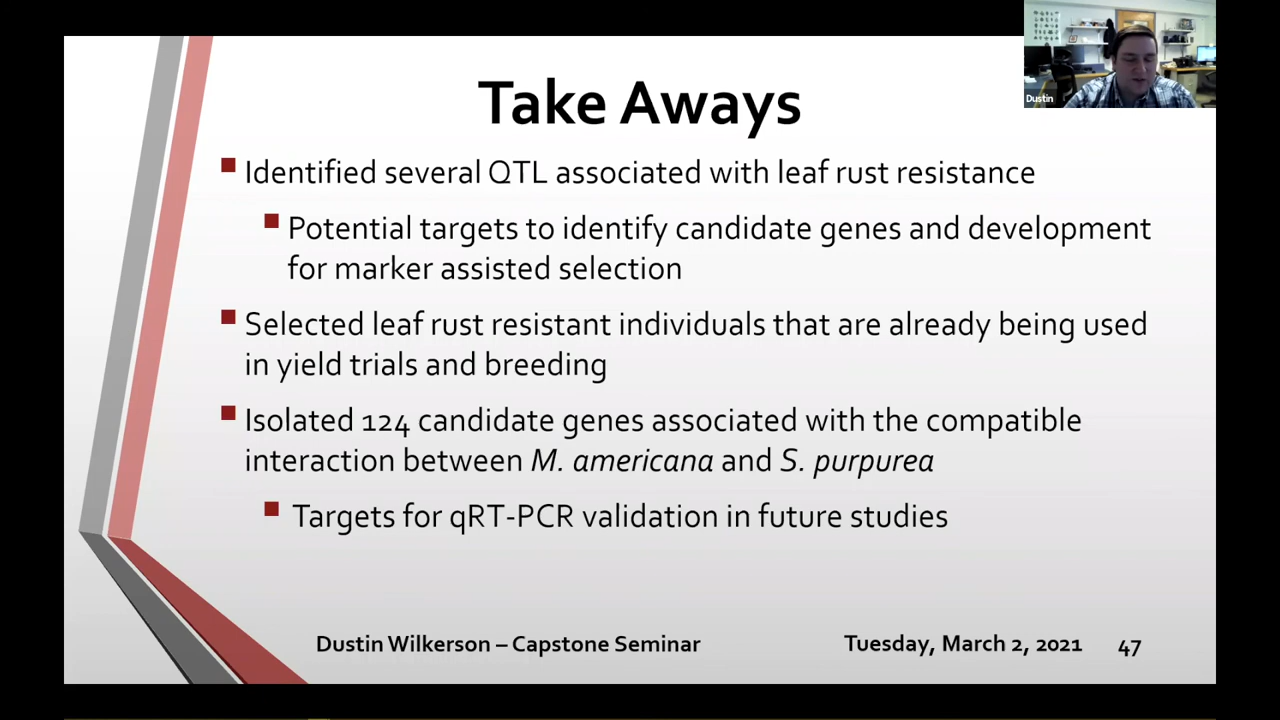 Take Aways
Dustin
Identified several QTL associated with leaf rust resistance
Potential targets to identify candidate genes and development
for marker assisted selection
Selected leaf rust resistant individuals that are already being used
in yield trials and breeding
Isolated 124 candidate genes associated with the compatible
interaction between M. americana and S. purpurea
Targets for qRT-PCR validation in future studies
Dustin Wilkerson – Capstone Seminar
Tuesday, March 2, 2021
47